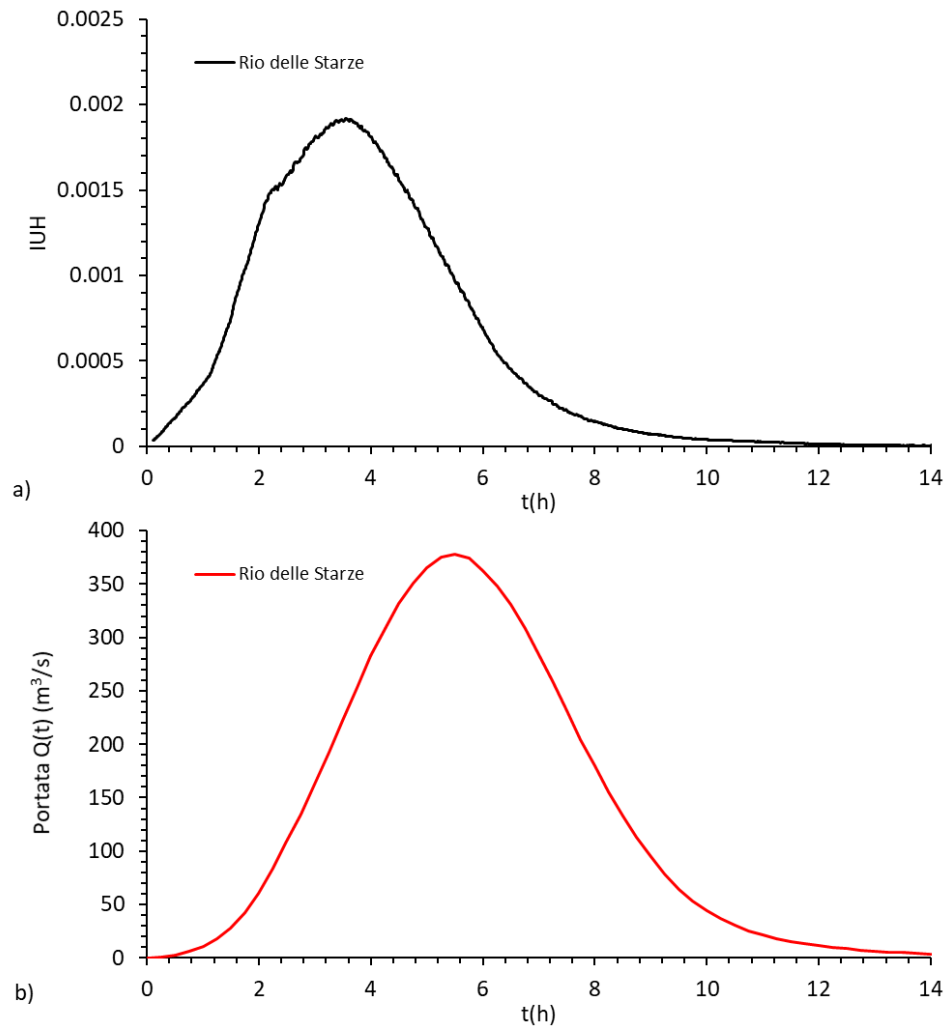 0.0025
Rio delle Starze
0.002
0.0015
IUH
0.001
0.0005
0
0 2 4 6 8 10 12 14
a)
t(h)
400
Rio delle Starze
350
300
250
Portata Q(t) (m³/s)
200
150
100
50
0
0 2 4 6 8 10 12 14
b)
t(h)